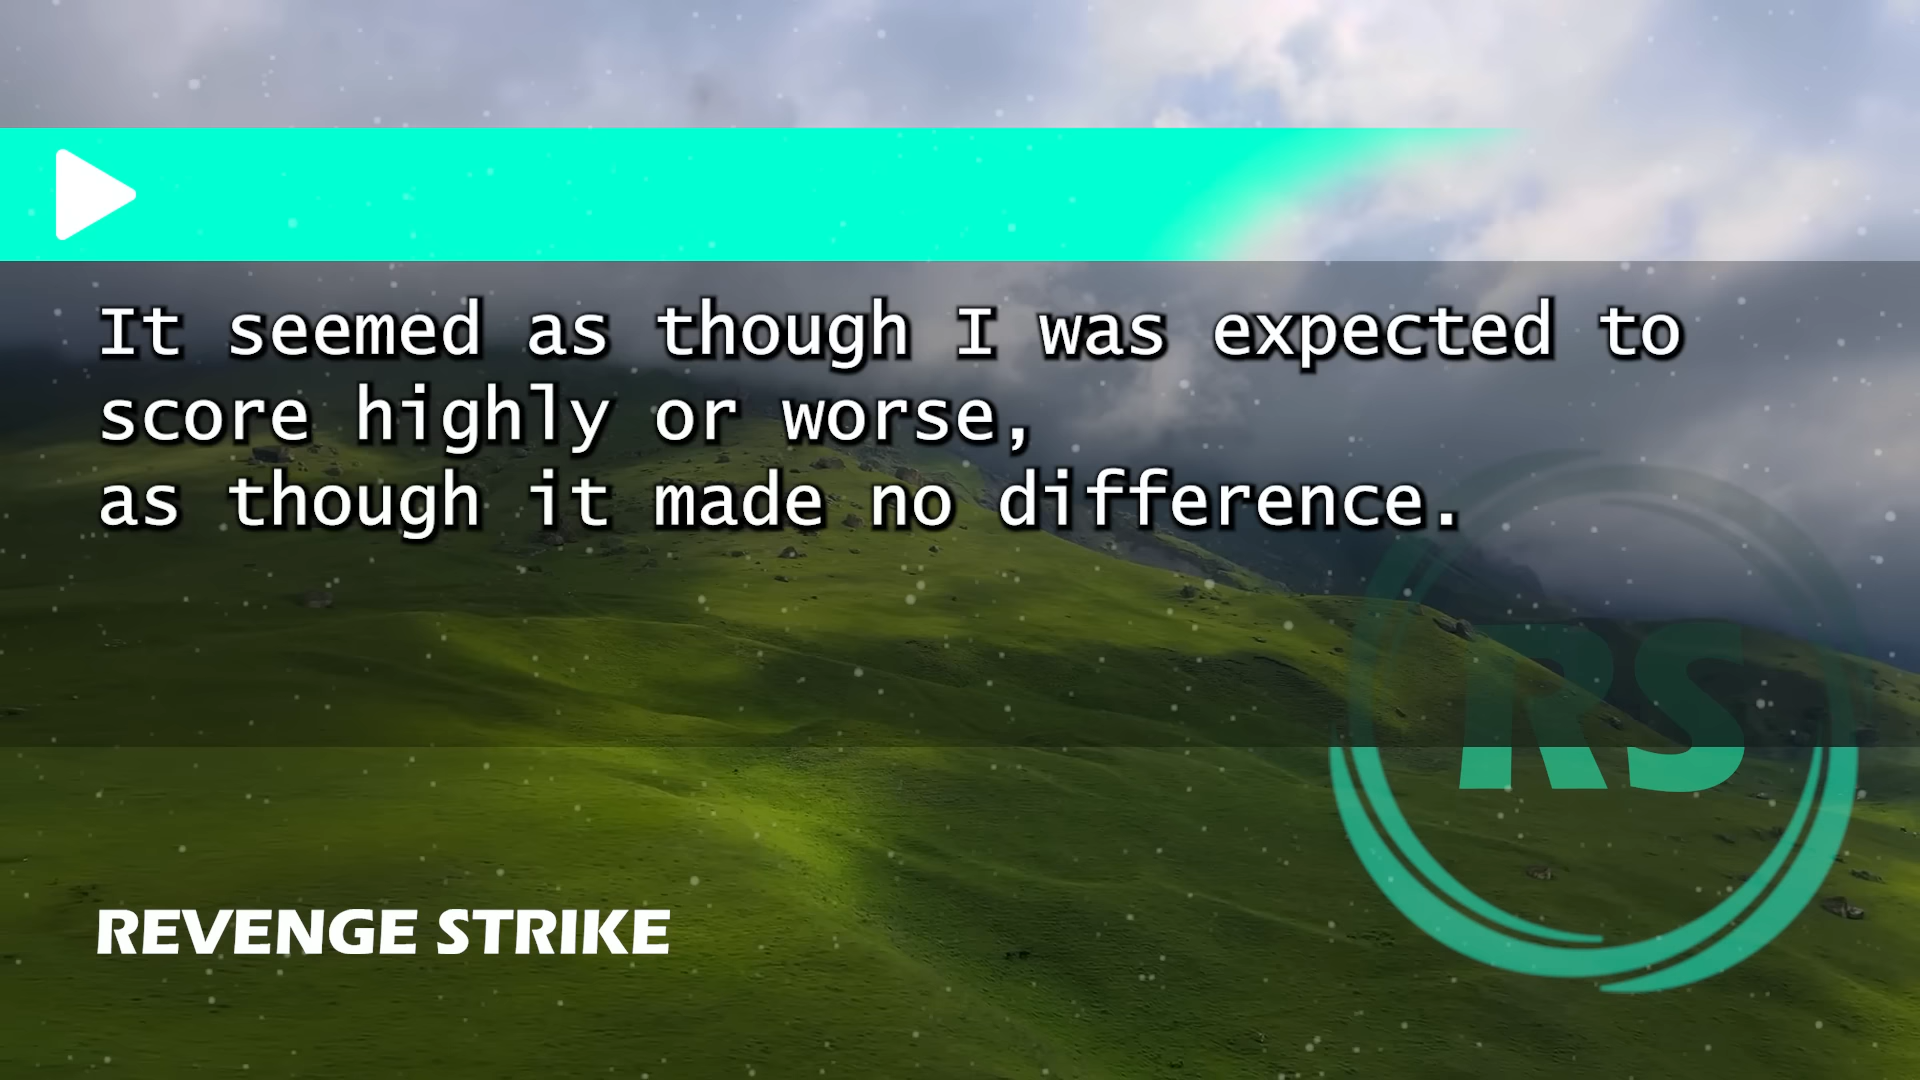 It seemed as though I was expected to
score highly or worse,
as though it made no difference.
RS
REVENGE STRIKE